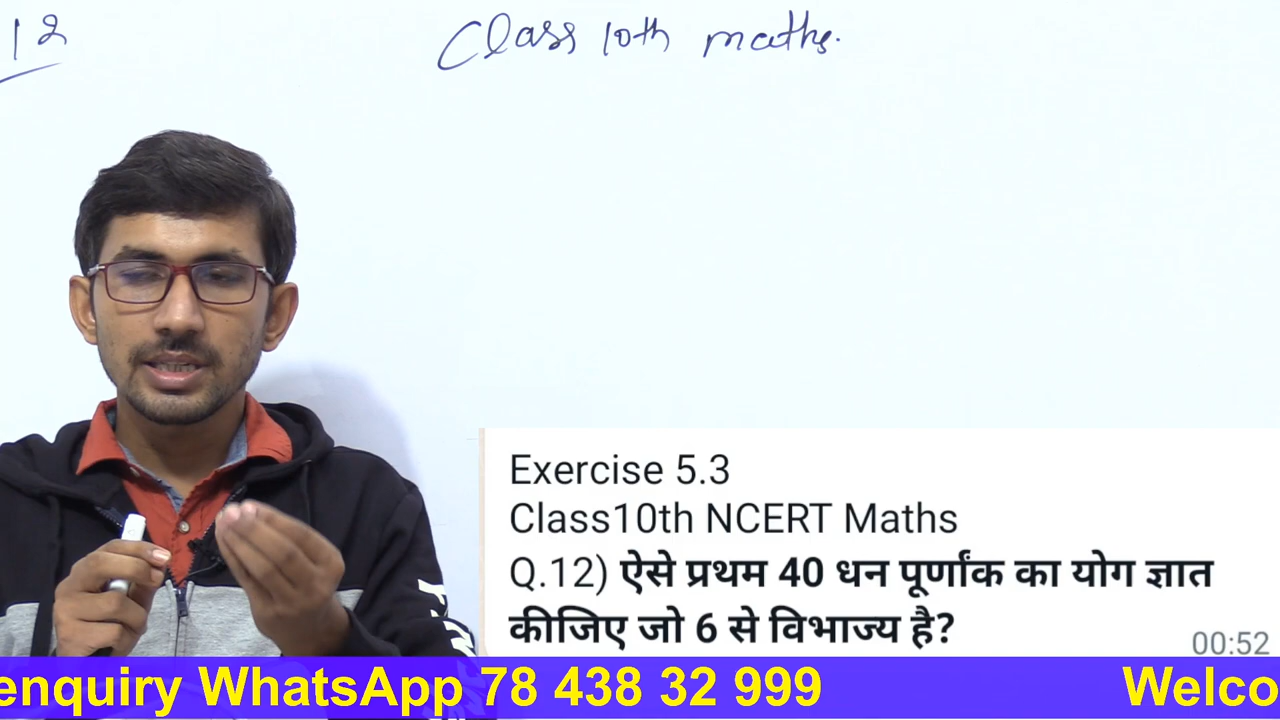 12
Class 10th maths.
Exercise 5.3
Class10th NCERT Maths
Q.12) ऐसे प्रथम 40 धन पूर्णांक का योग ज्ञात
कीजिए जो 6 से विभाज्य है?
00:52
enquiry WhatsApp 78 438 32 999 Welco